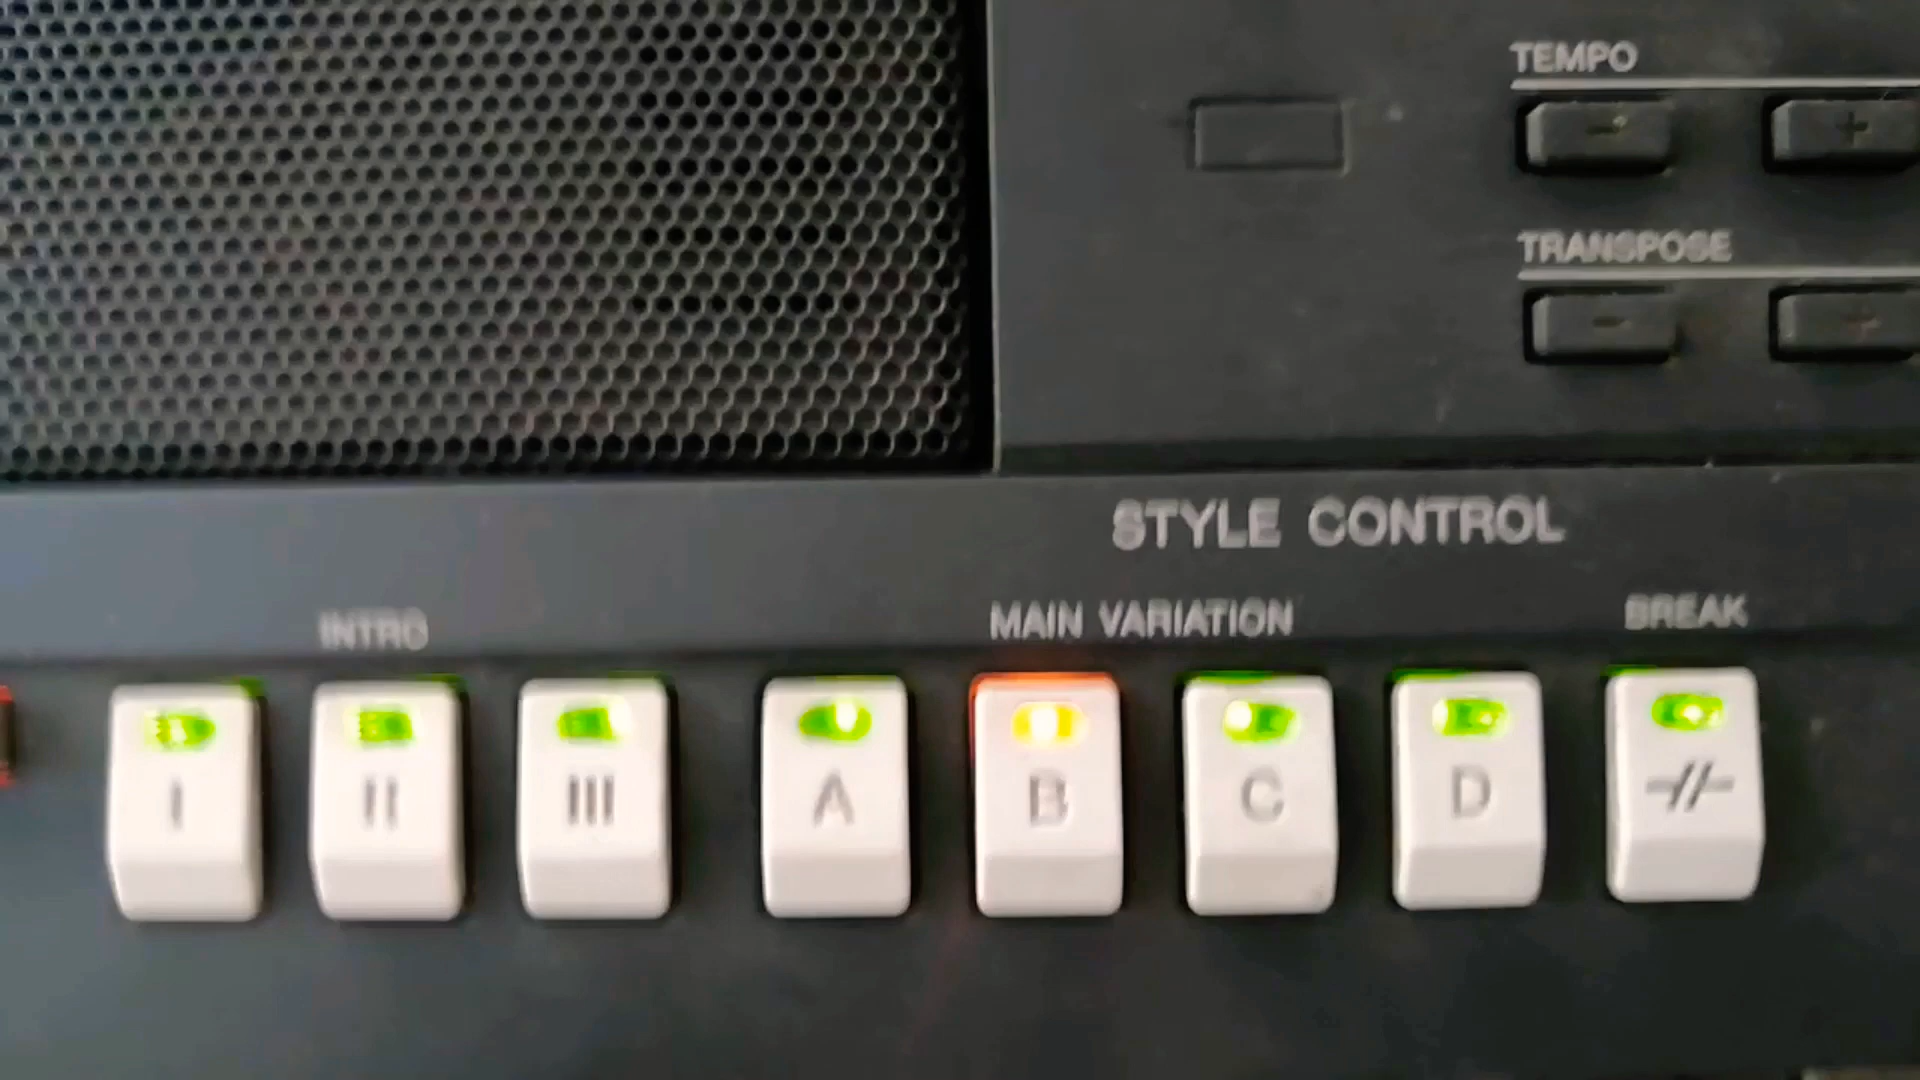 TEMPO
- +
TRANSPOSE
- +
STYLE CONTROL
INTRO MAIN VARIATION BREAK
I II III A B C D -//-